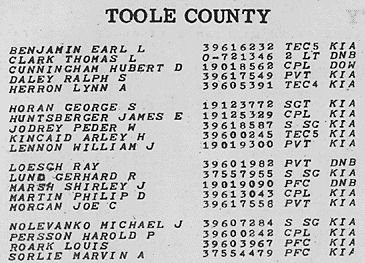 TOOLE COUNTY
BENJAMIN EARL L 39616232 TEC5 KIA
CLARK THOMAS L O-721346 2 LT DNB
CUNNINGHAM HUBERT D 19018562 CPL DOW
DALEY RALPH S 39617549 PVT KIA
HERRON LYNN A 39605391 TEC4 KIA
HORAN GEORGE S 19123772 SGT KIA
HUNTSBERGER JAMES E 19125329 CPL KIA
JODREY PEDER W 39618587 S SG KIA
KINCAID ARLEY H 39600245 TEC5 KIA
LENNON WILLIAM J 19019300 PVT KIA
LOESCH RAY 39601982 PVT DNB
LUND GERHARD R 37557955 S SG KIA
MARSH SHIRLEY J 19019090 PFC DNB
MARTIN PHILIP D 39613043 CPL KIA
MORGAN JOE C 39617558 PVT KIA
NOLEVANKO MICHAEL J 39607284 S SG KIA
PERSSON HAROLD P 39600242 CPL KIA
ROARK LOUIS 39603967 PFC KIA
SORLIE MARVIN A 37554479 PFC KIA